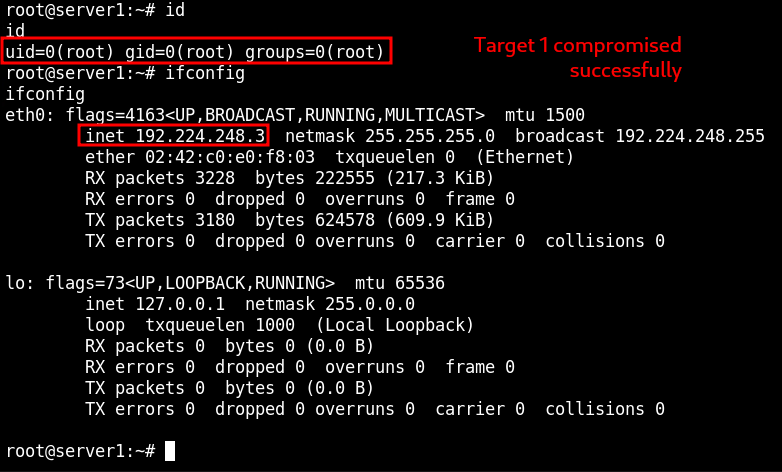 root@server1:~# id
id
uid=0(root) gid=0(root) groups=0(root)
Target 1 compromised
successfully
root@server1:~# ifconfig
ifconfig
eth0: flags=4163<UP,BROADCAST,RUNNING,MULTICAST>  mtu 1500
        inet 192.224.248.3  netmask 255.255.255.0  broadcast 192.224.248.255
        ether 02:42:c0:e0:f8:03  txqueuelen 0  (Ethernet)
        RX packets 3228  bytes 222555 (217.3 KiB)
        RX errors 0  dropped 0  overruns 0  frame 0
        TX packets 3180  bytes 624578 (609.9 KiB)
        TX errors 0  dropped 0 overruns 0  carrier 0  collisions 0

lo: flags=73<UP,LOOPBACK,RUNNING>  mtu 65536
        inet 127.0.0.1  netmask 255.0.0.0
        loop  txqueuelen 1000  (Local Loopback)
        RX packets 0  bytes 0 (0.0 B)
        RX errors 0  dropped 0  overruns 0  frame 0
        TX packets 0  bytes 0 (0.0 B)
        TX errors 0  dropped 0 overruns 0  carrier 0  collisions 0

root@server1:~#